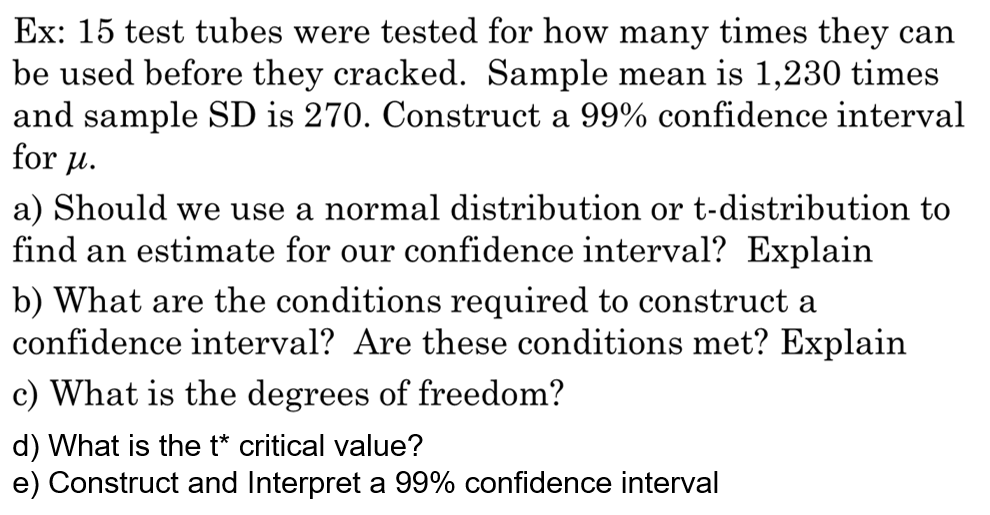 Ex: 15 test tubes were tested for how many times they can
be used before they cracked.  Sample mean is 1,230 times
and sample SD is 270. Construct a 99% confidence interval
for μ.
a) Should we use a normal distribution or t-distribution to
find an estimate for our confidence interval?  Explain
b) What are the conditions required to construct a
confidence interval?  Are these conditions met? Explain
c) What is the degrees of freedom?
d) What is the t* critical value?
e) Construct and Interpret a 99% confidence interval